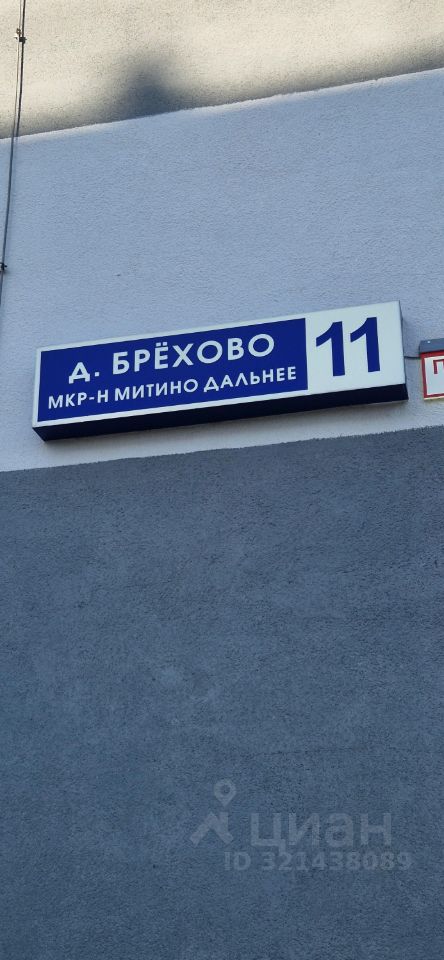 Д. БРЁХОВО
МКР-Н МИТИНО ДАЛЬНЕЕ
11
циан
ID 321438089